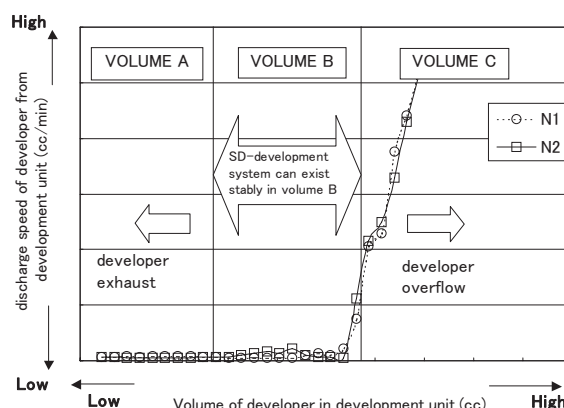 High
VOLUME A
VOLUME B
VOLUME C
N1
N2
SD-development
system can exist
stably in volume B
developer
exhaust
developer
overflow
discharge speed of developer from
development unit (cc/min)
Low
Low
Volume of developer in development unit (cc)
High